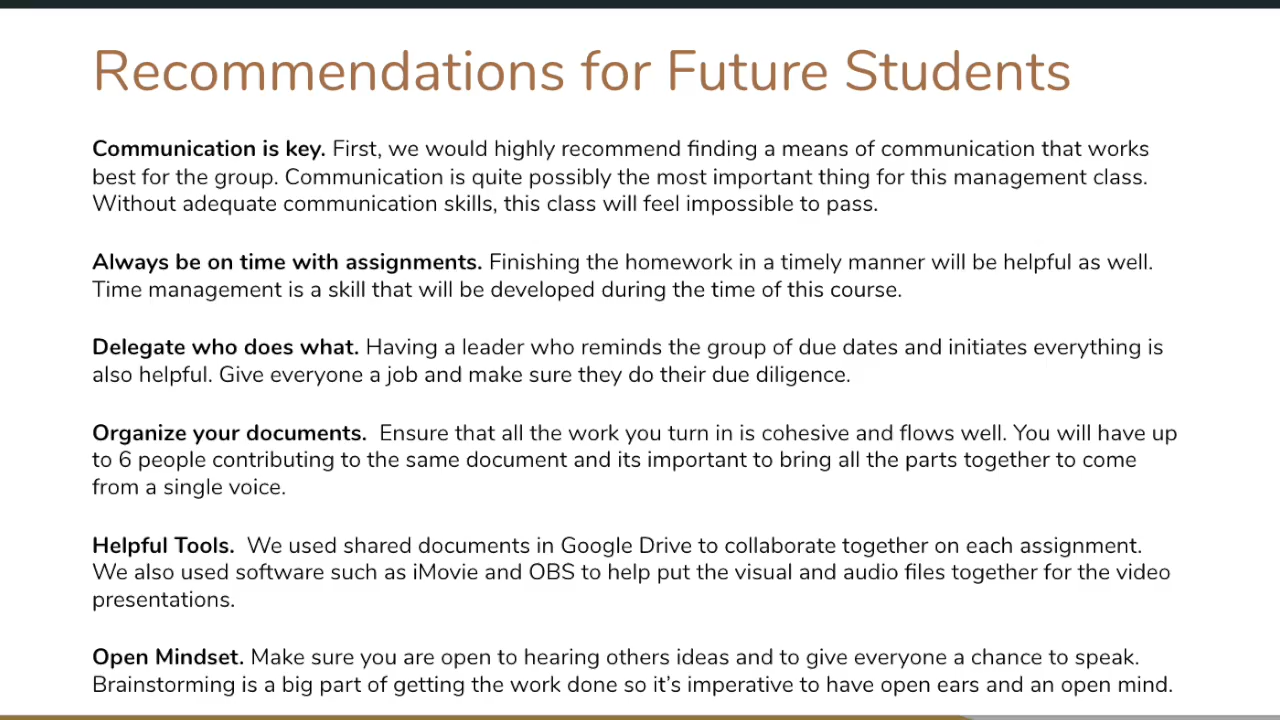 Recommendations for Future Students
Communication is key. First, we would highly recommend finding a means of communication that works
best for the group. Communication is quite possibly the most important thing for this management class.
Without adequate communication skills, this class will feel impossible to pass.
Always be on time with assignments. Finishing the homework in a timely manner will be helpful as well.
Time management is a skill that will be developed during the time of this course.
Delegate who does what. Having a leader who reminds the group of due dates and initiates everything is
also helpful. Give everyone a job and make sure they do their due diligence.
Organize your documents.  Ensure that all the work you turn in is cohesive and flows well. You will have up
to 6 people contributing to the same document and its important to bring all the parts together to come
from a single voice.
Helpful Tools.  We used shared documents in Google Drive to collaborate together on each assignment.
We also used software such as iMovie and OBS to help put the visual and audio files together for the video
presentations.
Open Mindset. Make sure you are open to hearing others ideas and to give everyone a chance to speak.
Brainstorming is a big part of getting the work done so it’s imperative to have open ears and an open mind.